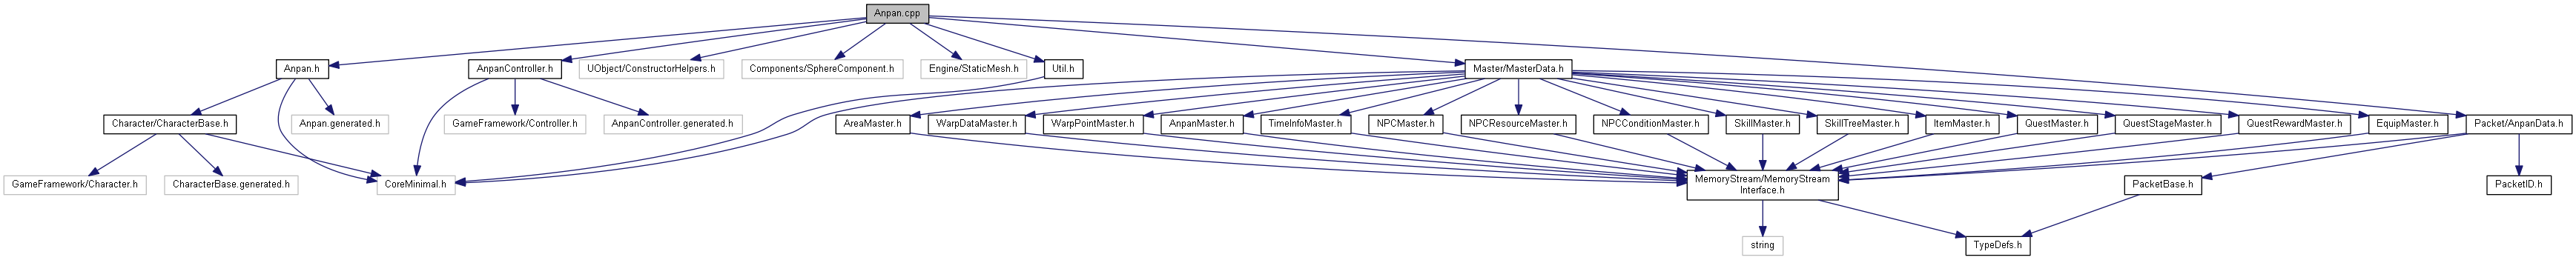 Anpan.cpp
Anpan.h
AnpanController.h
UObject/ConstructorHelpers.h
Components/SphereComponent.h
Engine/StaticMesh.h
Util.h
Master/MasterData.h
Character/CharacterBase.h
Anpan.generated.h
GameFramework/Controller.h
AnpanController.generated.h
AreaMaster.h
WarpDataMaster.h
WarpPointMaster.h
AnpanMaster.h
TimeInfoMaster.h
NPCMaster.h
NPCResourceMaster.h
NPCConditionMaster.h
SkillMaster.h
SkillTreeMaster.h
ItemMaster.h
QuestMaster.h
QuestStageMaster.h
QuestRewardMaster.h
EquipMaster.h
Packet/AnpanData.h
GameFramework/Character.h
CharacterBase.generated.h
CoreMinimal.h
MemoryStream/MemoryStream
Interface.h
PacketBase.h
PacketID.h
string
TypeDefs.h